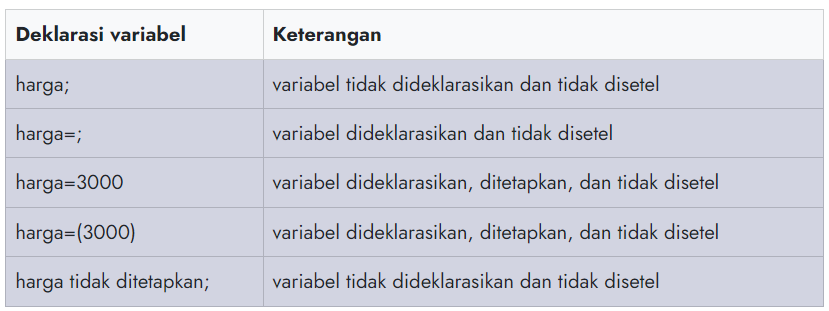 Deklarasi variabel Keterangan
harga; variabel tidak dideklarasikan dan tidak disetel
harga=; variabel dideklarasikan dan tidak disetel
harga=3000 variabel dideklarasikan, ditetapkan, dan tidak disetel
harga=(3000) variabel dideklarasikan, ditetapkan, dan tidak disetel
harga tidak ditetapkan; variabel tidak dideklarasikan dan tidak disetel